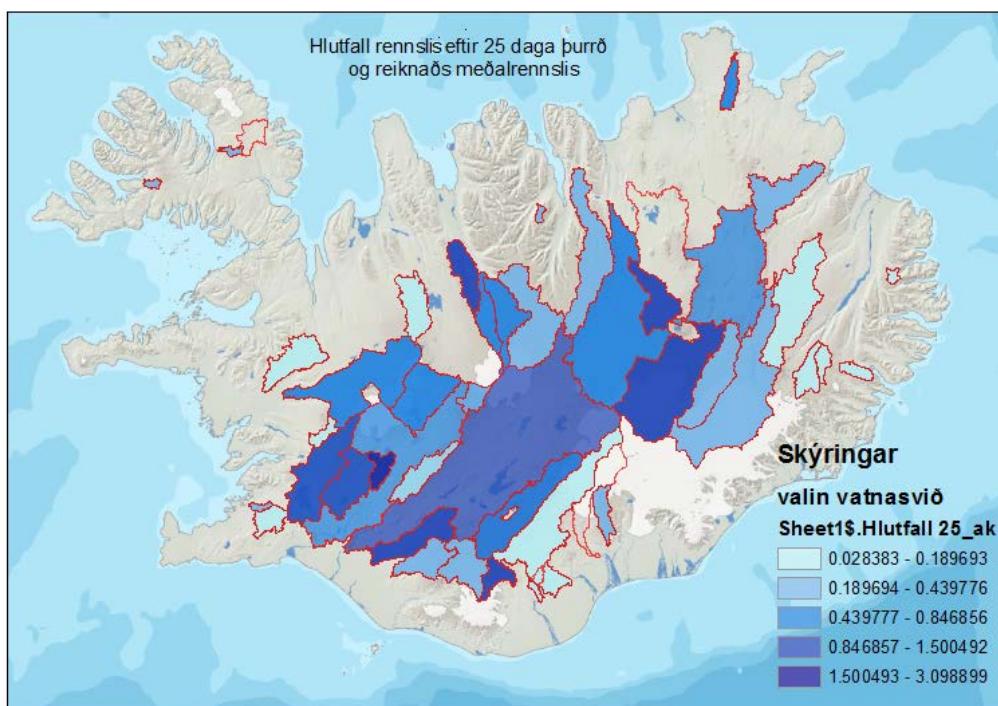 Hlutfall rennslis eftir 25 daga þurrð
og reiknaðs meðalrennslis
Skýringar
valin vatnasvið
Sheet1$.Hlutfall 25_ak
0.028383 - 0.189693
0.189694 - 0.439776
0.439777 - 0.846856
0.846857 - 1.500492
1.500493 - 3.098899